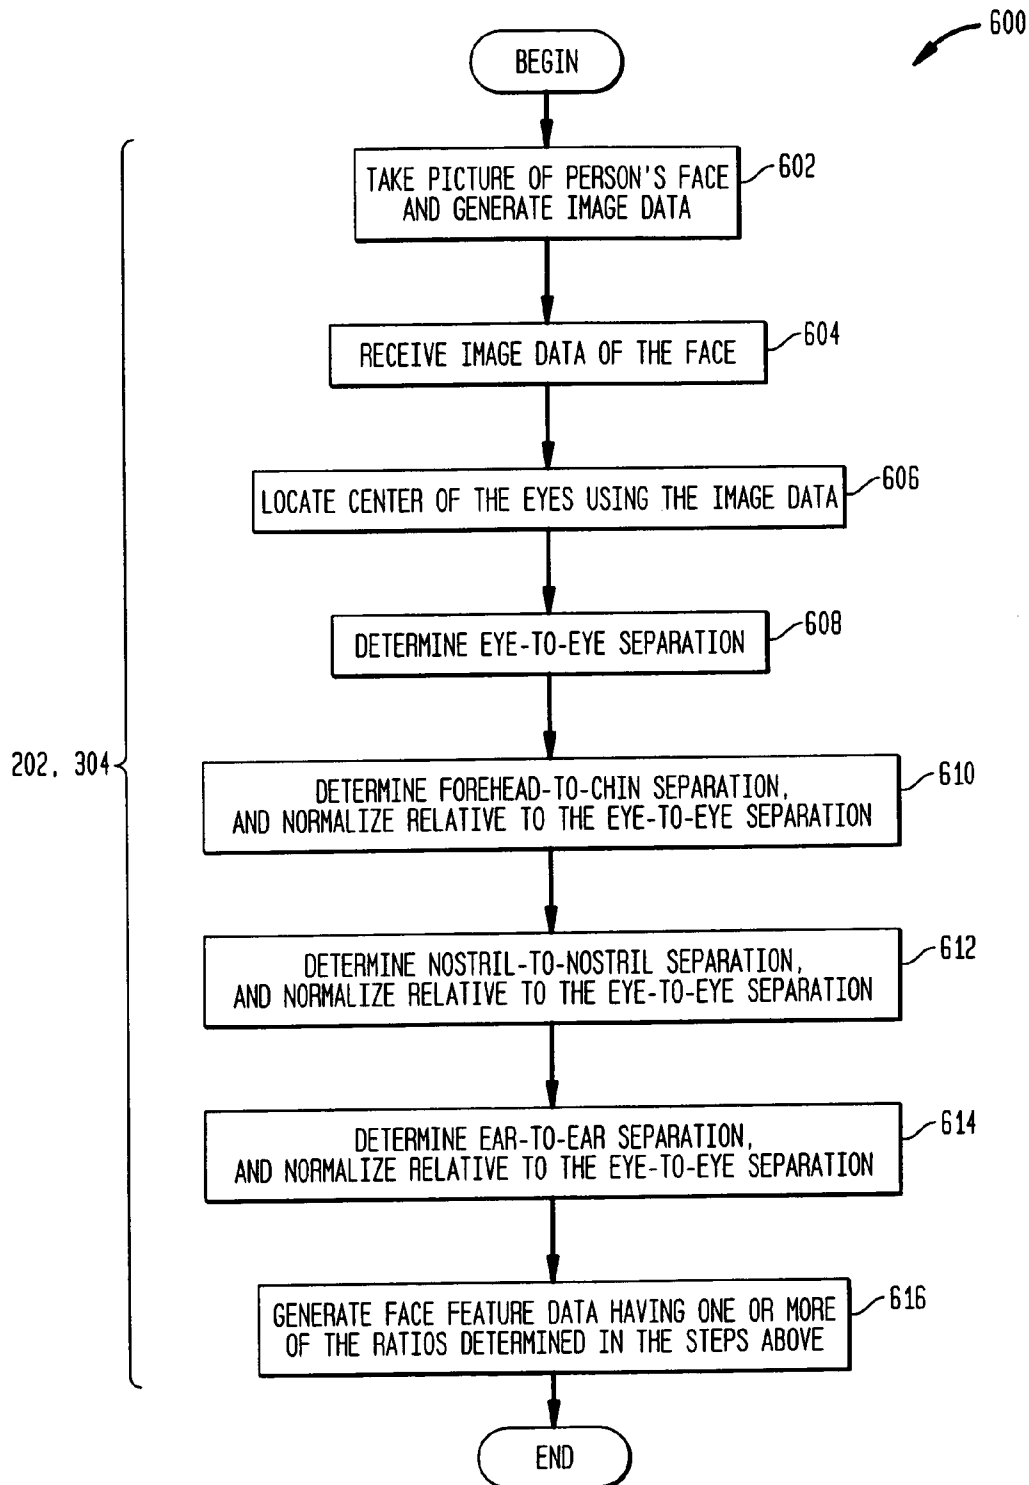 600
BEGIN
TAKE PICTURE OF PERSON'S FACE
AND GENERATE IMAGE DATA
602
RECEIVE IMAGE DATA OF THE FACE
604
LOCATE CENTER OF THE EYES USING THE IMAGE DATA
606
DETERMINE EYE-TO-EYE SEPARATION
608
202, 304
DETERMINE FOREHEAD-TO-CHIN SEPARATION,
AND NORMALIZE RELATIVE TO THE EYE-TO-EYE SEPARATION
610
DETERMINE NOSTRIL-TO-NOSTRIL SEPARATION,
AND NORMALIZE RELATIVE TO THE EYE-TO-EYE SEPARATION
612
DETERMINE EAR-TO-EAR SEPARATION,
AND NORMALIZE RELATIVE TO THE EYE-TO-EYE SEPARATION
614
GENERATE FACE FEATURE DATA HAVING ONE OR MORE
OF THE RATIOS DETERMINED IN THE STEPS ABOVE
616
END